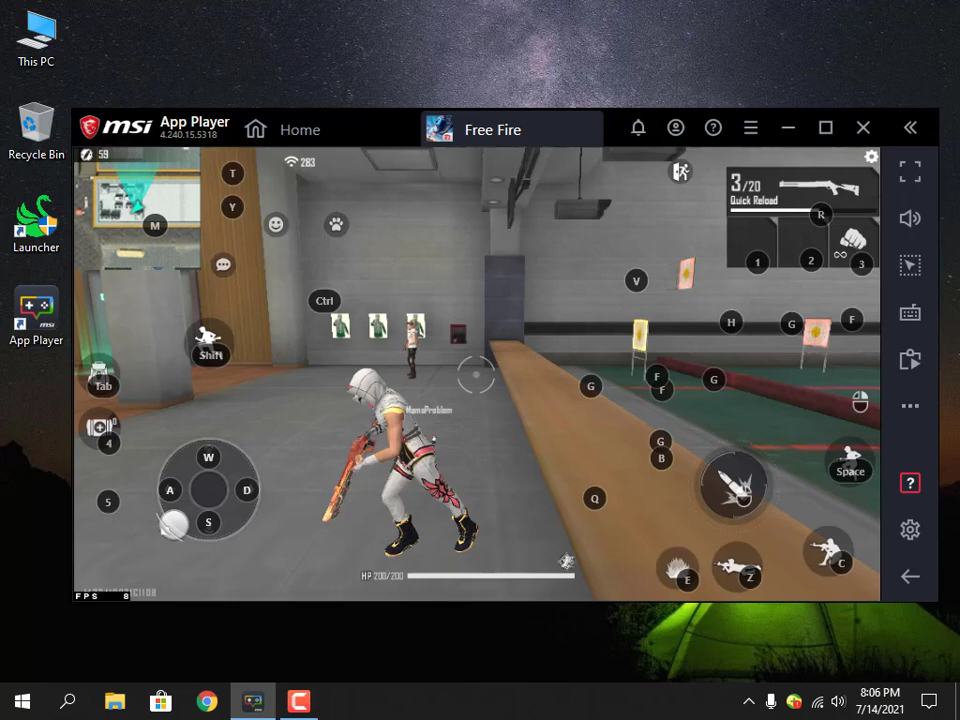 This PC
Recycle Bin
Launcher
App Player
msi
App Player
4.240.15.5318
Home
Free Fire
59
283
T
Y
M
Ctrl
Shift
Tab
4
5
W
A
D
S
3/20
Quick Reload
R
1
2
3
V
H
G
F
G
F
F
G
G
B
Q
Space
E
Z
C
MamaProblem
HP 200/200
FPS 8
8:06 PM
7/14/2021